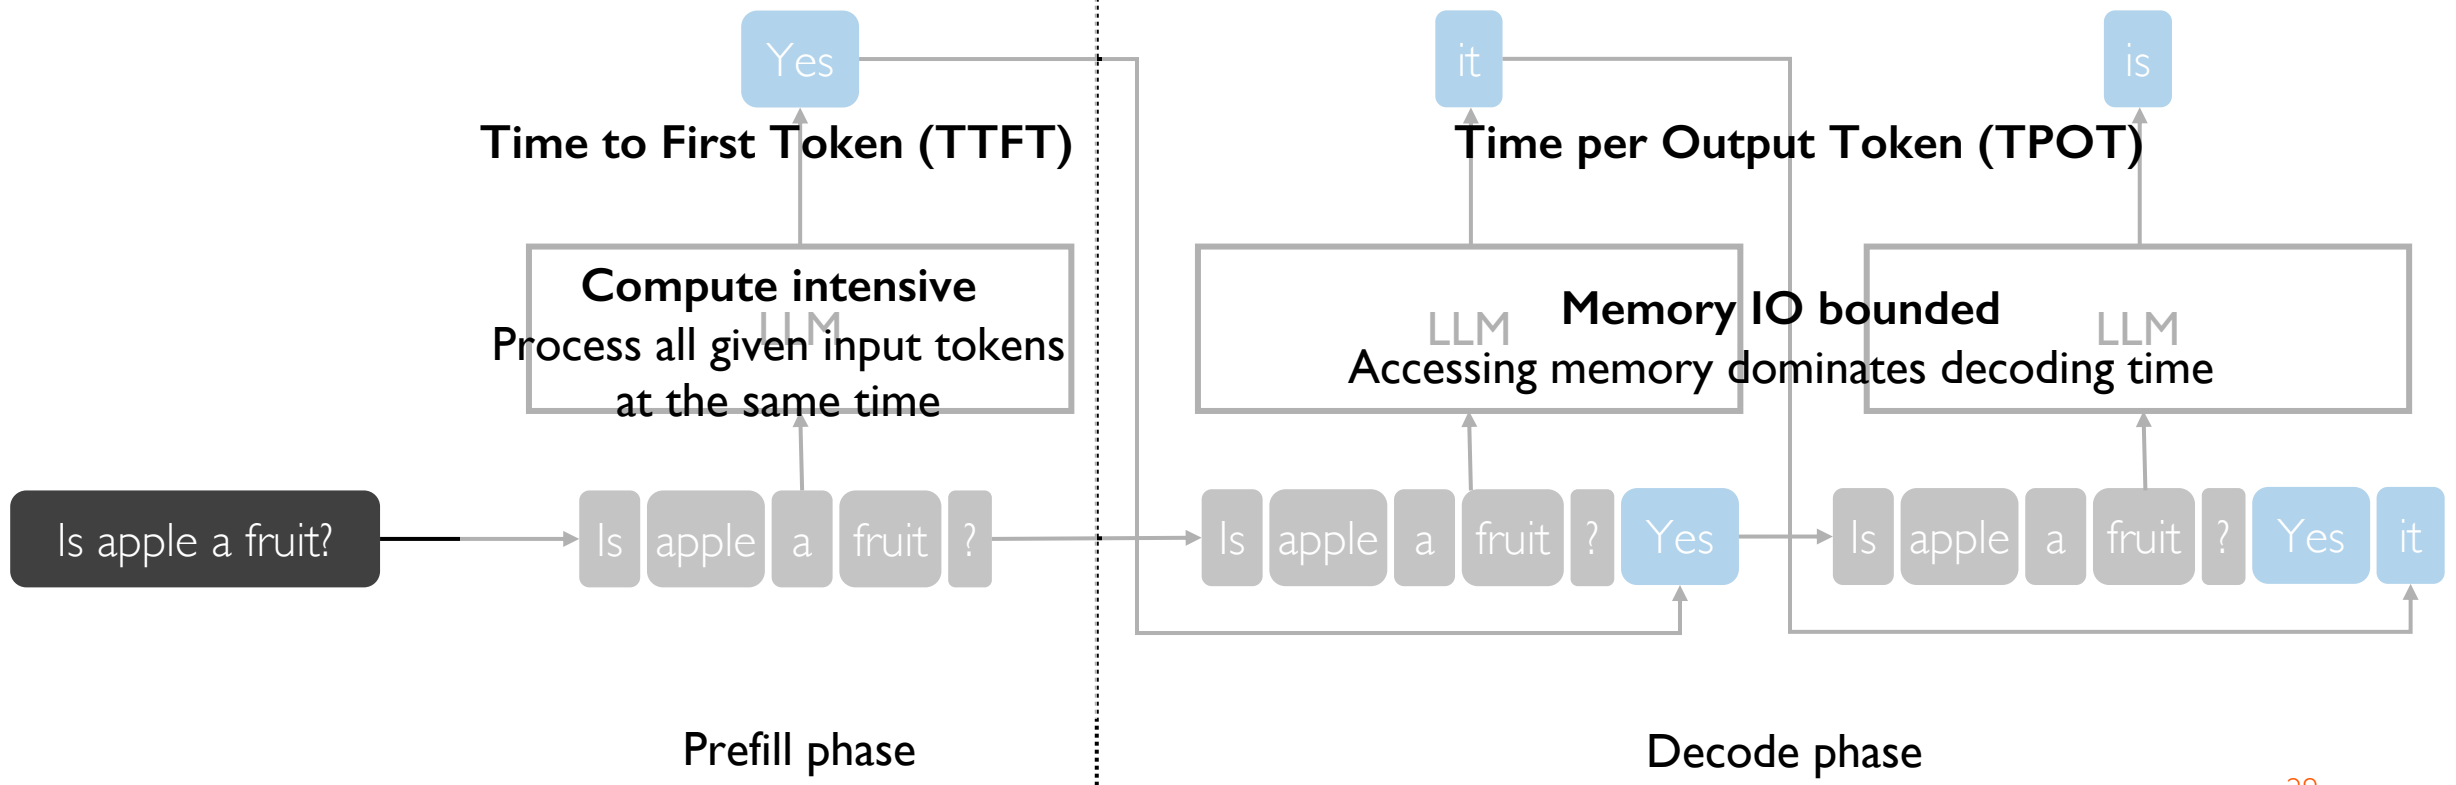 Yes
it
is
Time to First Token (TTFT)
Time per Output Token (TPOT)
Compute intensive
LLM
Process all given input tokens
at the same time
Memory IO bounded
LLM
LLM
Accessing memory dominates decoding time
Is apple a fruit?
Is apple a fruit ?
Is apple a fruit ? Yes
Is apple a fruit ? Yes it
Prefill phase
Decode phase